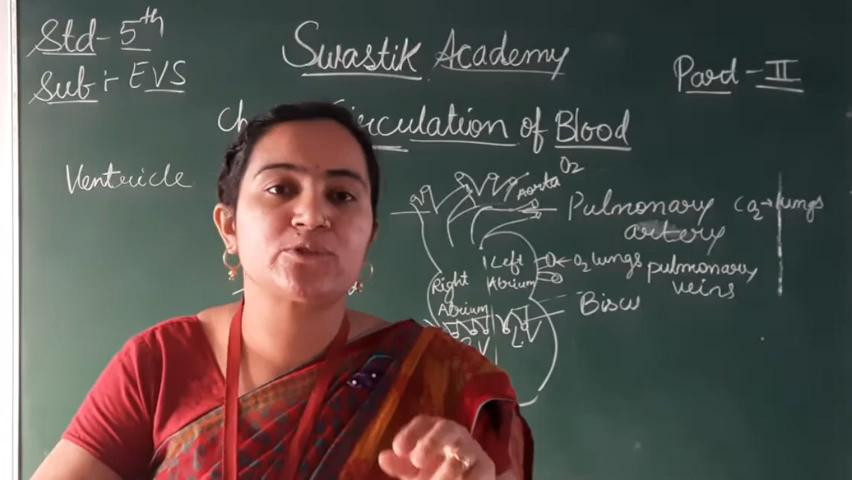 Std - 5th
Swastik Academy
Sub :- EVS
Part - II
Circulation of Blood
Ventricle
O2
Aorta
Pulmonary artery
CO2 → lungs
Left Atrium
O2 lungs
pulmonary veins
Right Atrium
Bicu